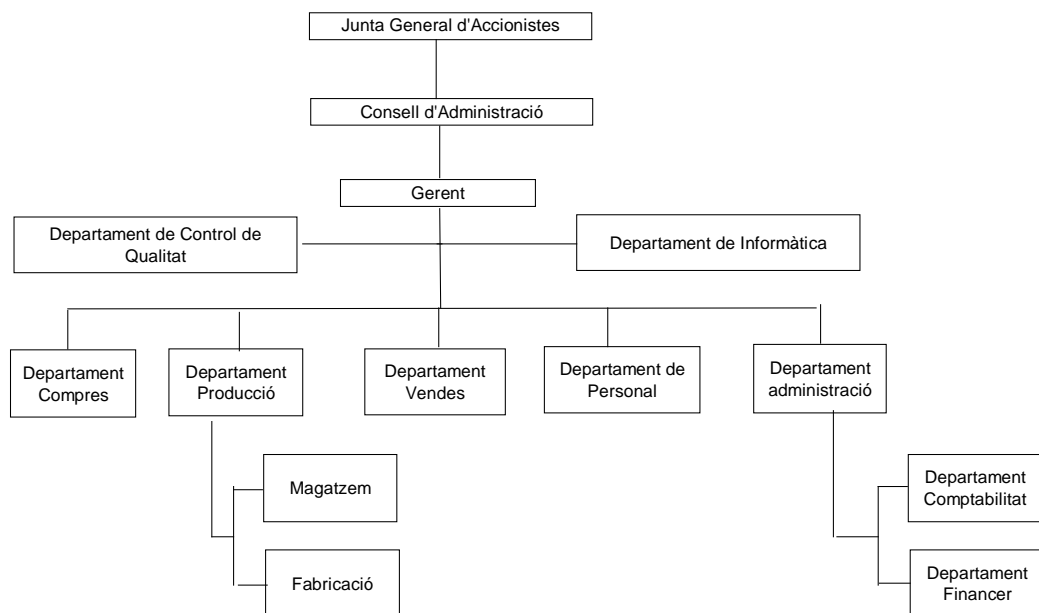 Junta General d'Accionistes
Consell d'Administració
Gerent
Departament de Control de
Qualitat
Departament de Informàtica
Departament
Compres
Departament
Producció
Departament
Vendes
Departament de
Personal
Departament
administració
Magatzem
Fabricació
Departament
Comptabilitat
Departament
Financer